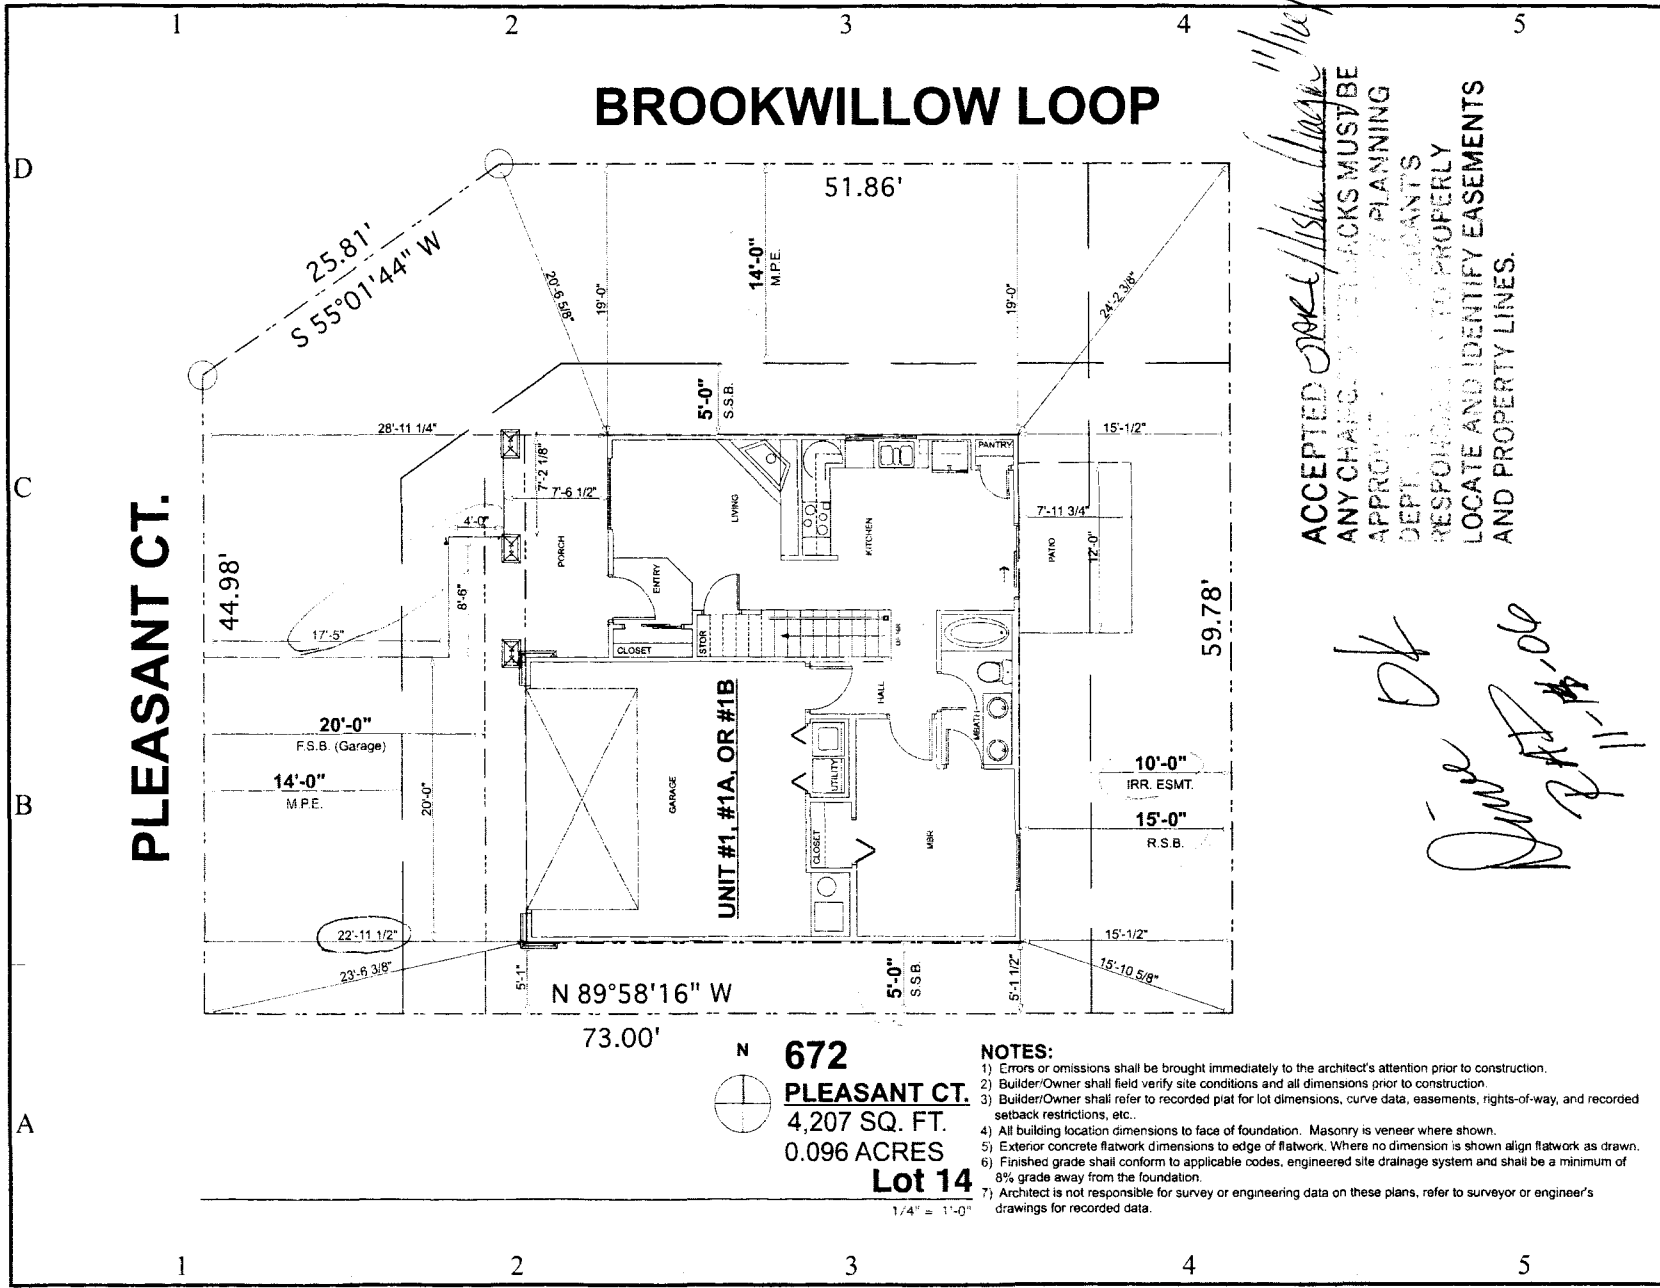 1 2 3 4 5
BROOKWILLOW LOOP
D
51.86'
25.81'
S 55°01'44" W
14'-0"
M.P.E.
20'-6 5/8"
19'-0"
19'-0"
24'-2 3/8"
5'-0"
S.S.B.
28'-11 1/4"
15'-1/2"
C
7'-2 1/8"
7'-6 1/2"
4'-0"
8'-6"
PORCH
LIVING
ENTRY
CLOSET
STOR
KITCHEN
PANTRY
7'-11 3/4"
PATIO
12'-0"
PLEASANT CT.
44.98'
17'-5"
59.78'
20'-0"
F.S.B. (Garage)
14'-0"
M.P.E.
20'-0"
B
GARAGE
UNIT #1, #1A, OR #1B
HALL
MBATH
UTILITY
CLOSET
MBR
10'-0"
IRR. ESMT.
15'-0"
R.S.B.
22'-11 1/2"
23'-6 3/8"
5'-1"
N 89°58'16" W
5'-0"
S.S.B.
5'-1 1/2"
15'-1/2"
15'-10 5/8"
73.00'
ACCEPTED
ANY CHANG ACKS MUST BE
APPRO PLANNING
DEPT. CANTS
RESPON TO PROPERLY
LOCATE AND IDENTIFY EASEMENTS
AND PROPERTY LINES.
OK
N
672
PLEASANT CT.
4,207 SQ. FT.
0.096 ACRES
Lot 14
1/4" = 1'-0"
NOTES:
1) Errors or omissions shall be brought immediately to the architect's attention prior to construction.
2) Builder/Owner shall field verify site conditions and all dimensions prior to construction.
3) Builder/Owner shall refer to recorded plat for lot dimensions, curve data, easements, rights-of-way, and recorded
setback restrictions, etc..
4) All building location dimensions to face of foundation. Masonry is veneer where shown.
5) Exterior concrete flatwork dimensions to edge of flatwork. Where no dimension is shown align flatwork as drawn.
6) Finished grade shall conform to applicable codes, engineered site drainage system and shall be a minimum of
8% grade away from the foundation.
7) Architect is not responsible for survey or engineering data on these plans, refer to surveyor or engineer's
drawings for recorded data.
A
1 2 3 4 5